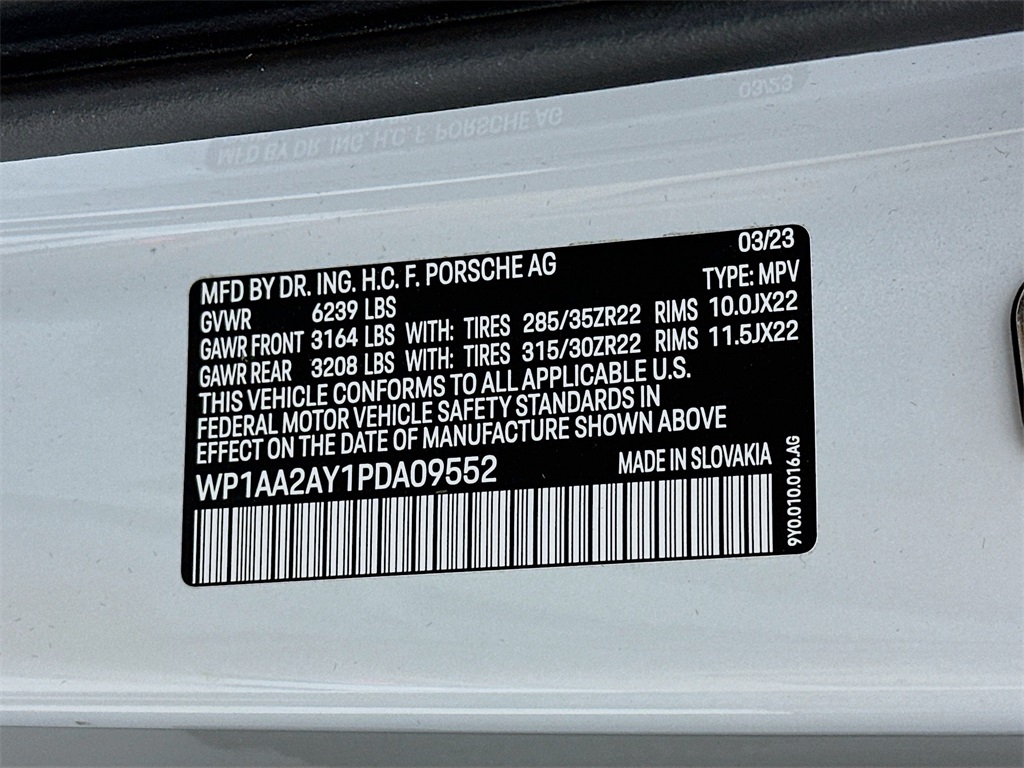 MFD BY DR. ING. H.C. F. PORSCHE AG 03/23
GVWR 6239 LBS TYPE: MPV
GAWR FRONT 3164 LBS WITH: TIRES 285/35ZR22 RIMS 10.0JX22
GAWR REAR 3208 LBS WITH: TIRES 315/30ZR22 RIMS 11.5JX22
THIS VEHICLE CONFORMS TO ALL APPLICABLE U.S.
FEDERAL MOTOR VEHICLE SAFETY STANDARDS IN
EFFECT ON THE DATE OF MANUFACTURE SHOWN ABOVE
WP1AA2AY1PDA09552 MADE IN SLOVAKIA
9Y0.010.016.AG